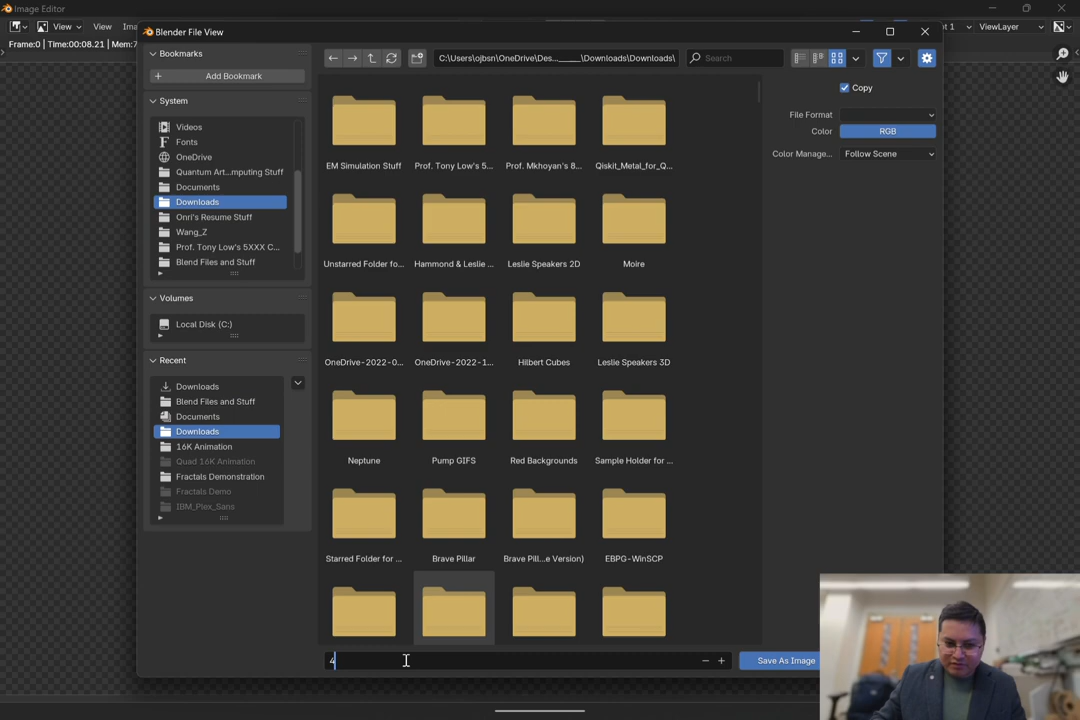 Image Editor
View
View
Ima
t 1
ViewLayer
Frame:0 | Time:00:08.21 | Mem:7
Blender File View
Bookmarks
Add Bookmark
System
Videos
Fonts
OneDrive
Quantum Art...mputing Stuff
Documents
Downloads
Onri's Resume Stuff
Wang_Z
Prof. Tony Low's 5XXX C...
Blend Files and Stuff
Volumes
Local Disk (C:)
Recent
Downloads
Blend Files and Stuff
Documents
Downloads
16K Animation
Quad 16K Animation
Fractals Demonstration
Fractals Demo
IBM_Plex_Sans
C:\Users\ojbsn\OneDrive\Des...____\Downloads\Downloads\
Search
EM Simulation Stuff
Prof. Tony Low's 5...
Prof. Mkhoyan's 8...
Qiskit_Metal_for_Q...
Unstarred Folder fo...
Hammond & Leslie ...
Leslie Speakers 2D
Moire
OneDrive-2022-0...
OneDrive-2022-1...
Hilbert Cubes
Leslie Speakers 3D
Neptune
Pump GIFS
Red Backgrounds
Sample Holder for ...
Starred Folder for ...
Brave Pillar
Brave Pill...e Version)
EBPG-WinSCP
4
Save As Image
Copy
File Format
Color
RGB
Color Manage...
Follow Scene